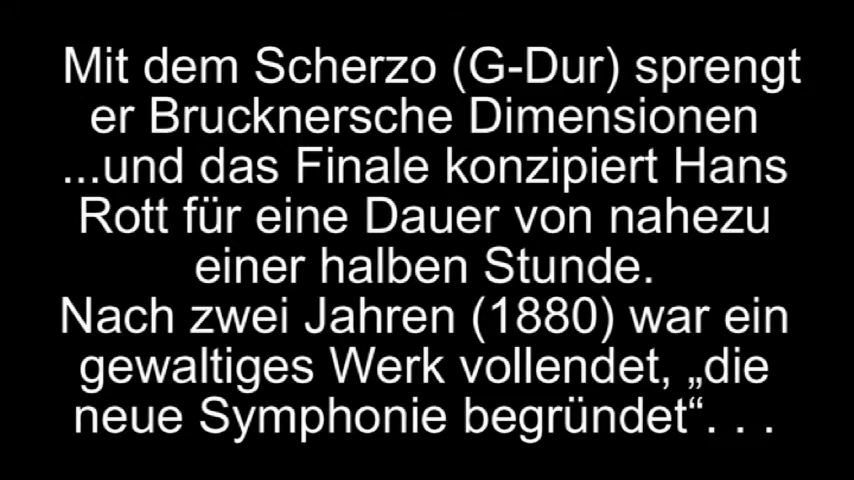 Mit dem Scherzo (G-Dur) sprengt
er Brucknersche Dimensionen
...und das Finale konzipiert Hans
Rott für eine Dauer von nahezu
einer halben Stunde.
Nach zwei Jahren (1880) war ein
gewaltiges Werk vollendet, „die
neue Symphonie begründet“. . .